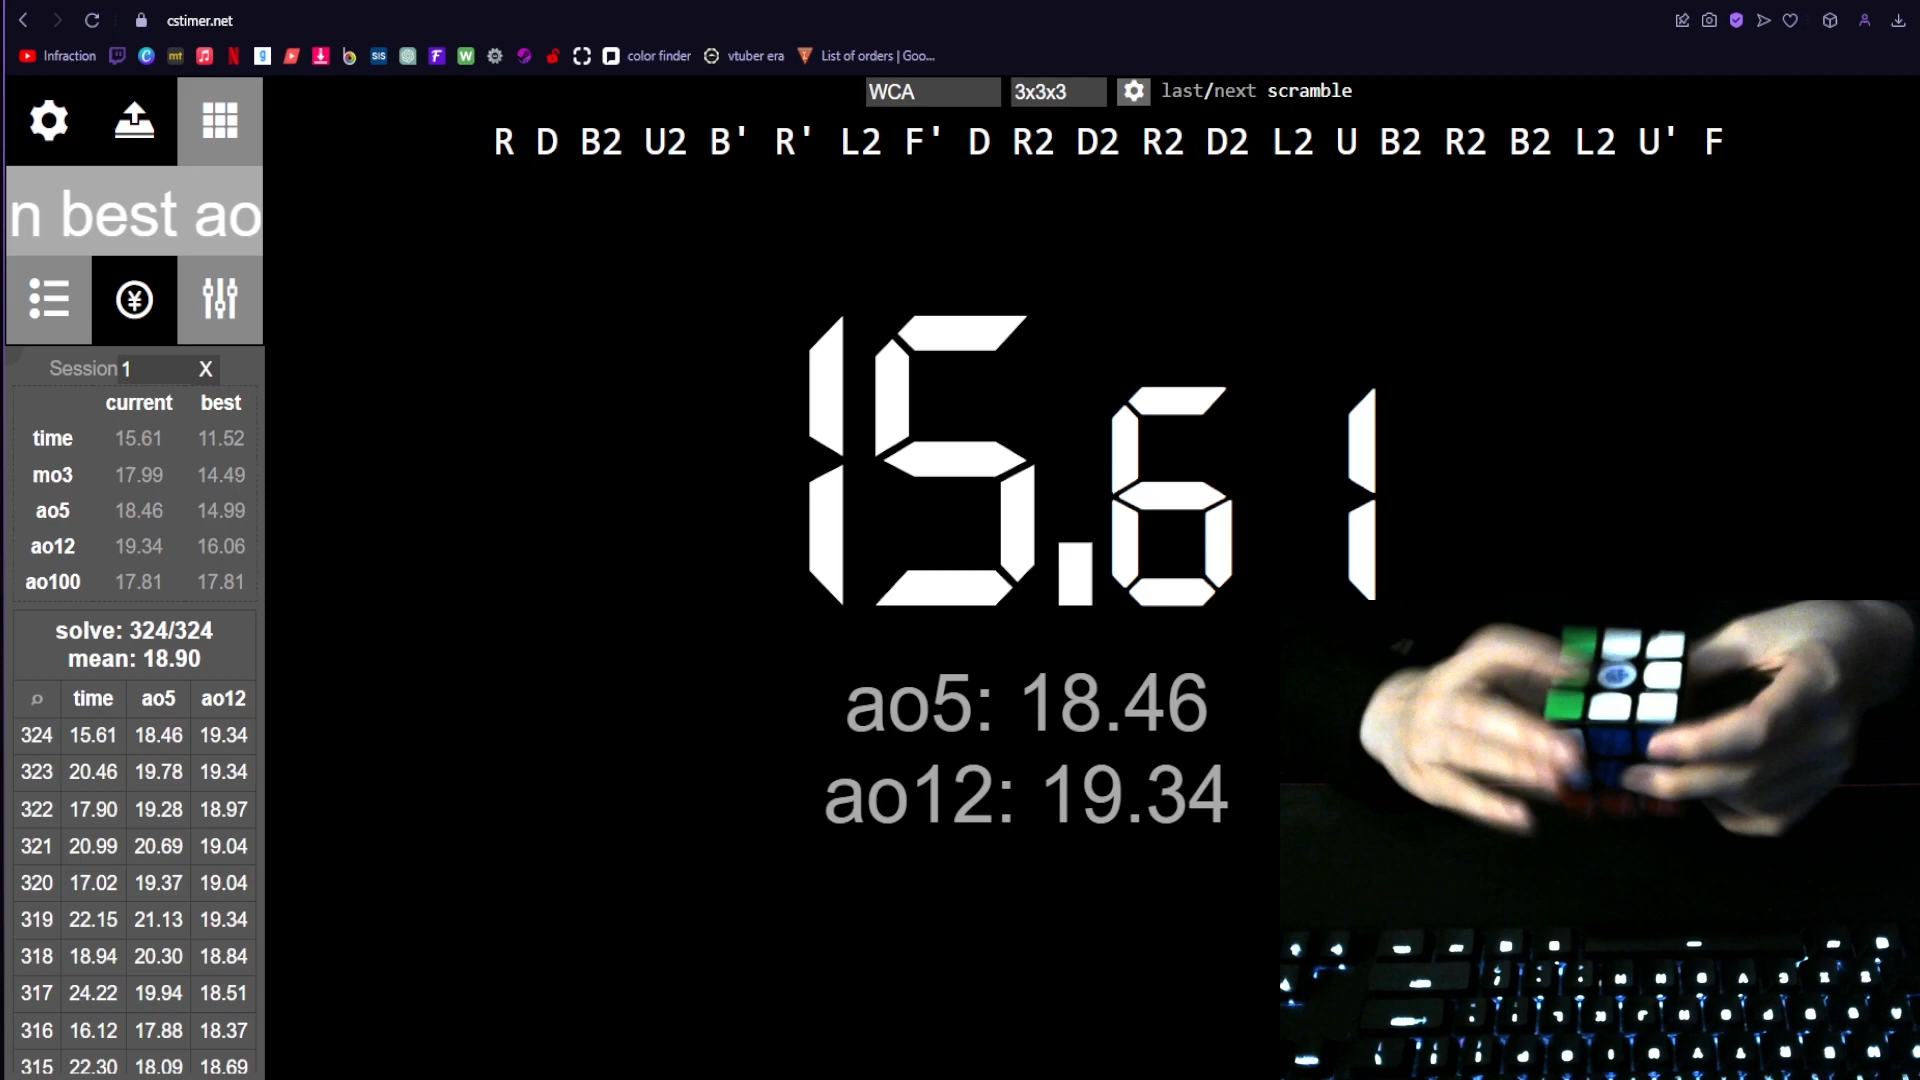 cstimer.net
Infraction
mt
g
SIS
F
W
color finder
vtuber era
List of orders | Goo...
WCA
3x3x3
last/next scramble
R D B2 U2 B' R' L2 F' D R2 D2 R2 D2 L2 U B2 R2 B2 L2 U' F
n best ao
Session 1 X
current best
time 15.61 11.52
mo3 17.99 14.49
ao5 18.46 14.99
ao12 19.34 16.06
ao100 17.81 17.81
solve: 324/324
mean: 18.90
time ao5 ao12
324 15.61 18.46 19.34
323 20.46 19.78 19.34
322 17.90 19.28 18.97
321 20.99 20.69 19.04
320 17.02 19.37 19.04
319 22.15 21.13 19.34
318 18.94 20.30 18.84
317 24.22 19.94 18.51
316 16.12 17.88 18.37
315 22.30 18.09 18.69
15.61
ao5: 18.46
ao12: 19.34